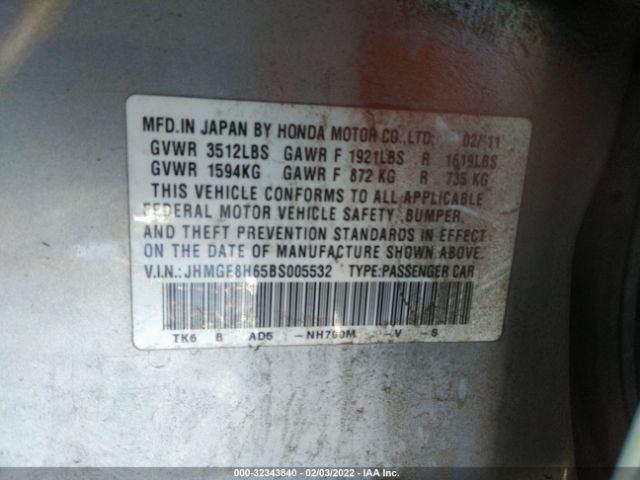 MFD.IN JAPAN BY HONDA MOTOR CO.,LTD. 02/11
GVWR 3512LBS GAWR F 1921LBS R 1619LBS
GVWR 1594KG GAWR F 872 KG R 735 KG
THIS VEHICLE CONFORMS TO ALL APPLICABLE
FEDERAL MOTOR VEHICLE SAFETY, BUMPER,
AND THEFT PREVENTION STANDARDS IN EFFECT
ON THE DATE OF MANUFACTURE SHOWN ABOVE.
V.I.N.: JHMGE8H65BS005532 TYPE:PASSENGER CAR
TK6 B AD5 -NH700M -V -S
000-32343840 - 02/03/2022 - IAA Inc.